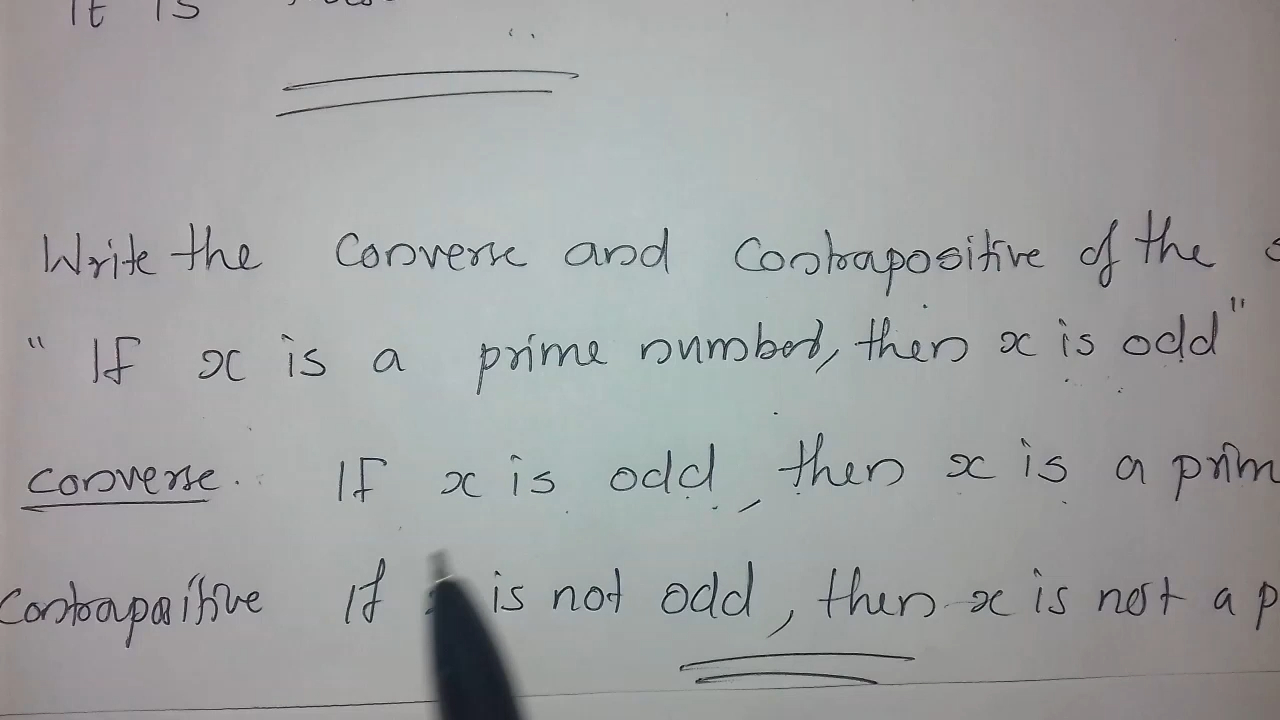 It is
Write the converse and contrapositive of the
" If x is a prime number, then x is odd"
converse. If x is odd, then x is a prim
Contrapositive If x is not odd, then x is not a p